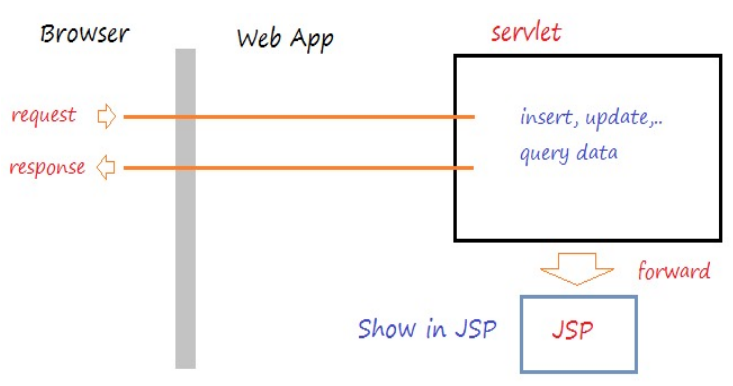 Browser
Web App
servlet
request
insert, update,..
query data
response
forward
Show in JSP
JSP